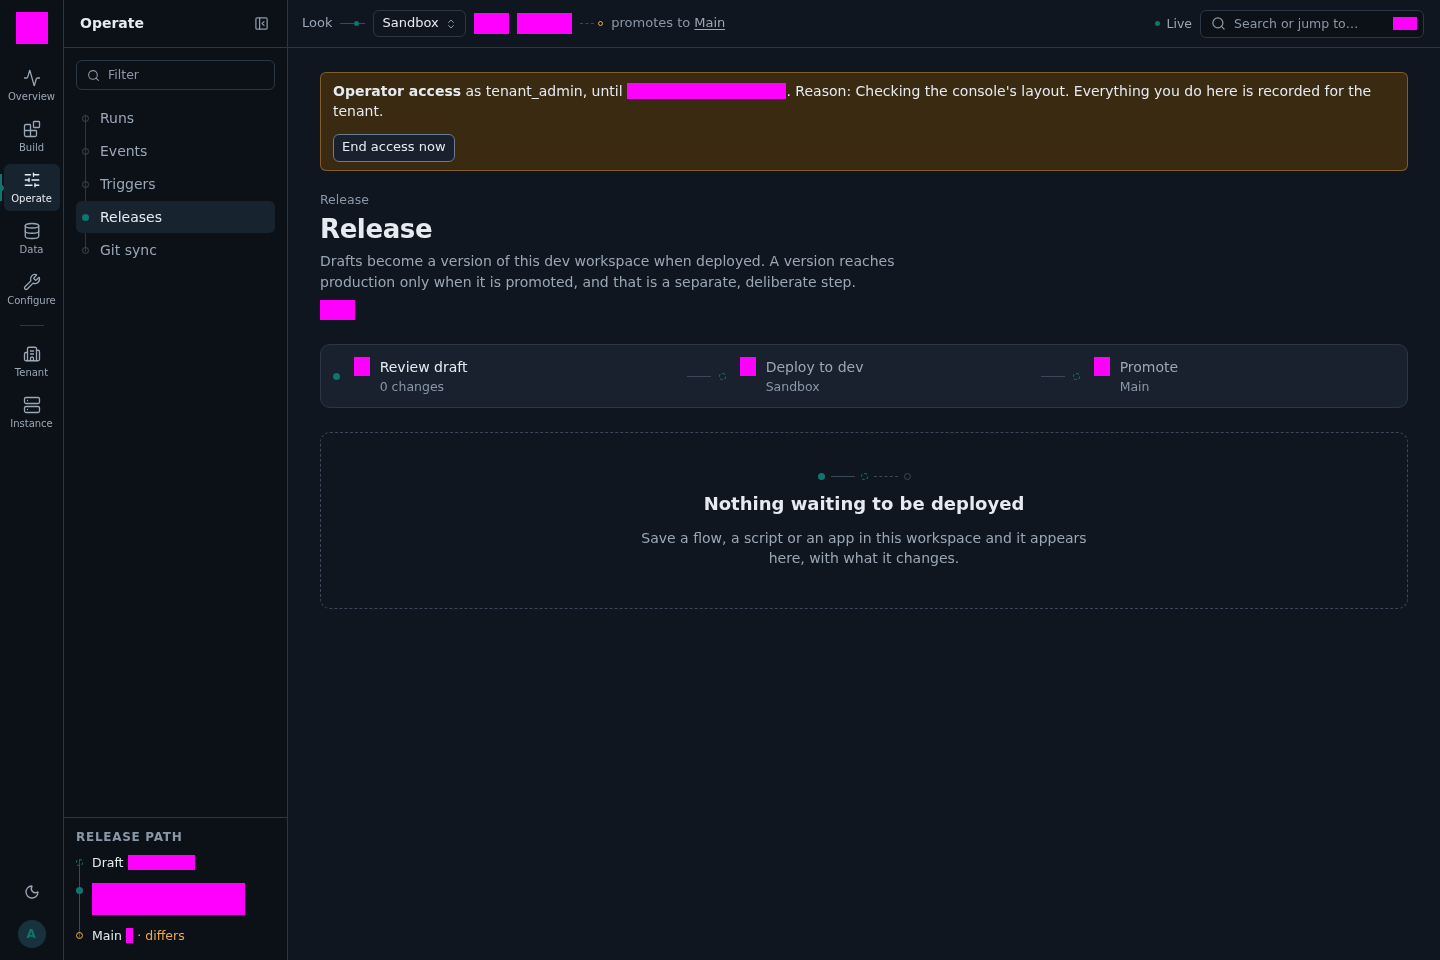 Operate
Look
Sandbox
promotes to Main
Live
Search or jump to...
Overview
Build
Operate
Data
Configure
Tenant
Instance
A
Filter
Runs
Events
Triggers
Releases
Git sync
RELEASE PATH
Draft
Main · differs
Operator access as tenant_admin, until . Reason: Checking the console's layout. Everything you do here is recorded for the
tenant.
End access now
Release
Release
Drafts become a version of this dev workspace when deployed. A version reaches
production only when it is promoted, and that is a separate, deliberate step.
Review draft
0 changes
Deploy to dev
Sandbox
Promote
Main
Nothing waiting to be deployed
Save a flow, a script or an app in this workspace and it appears
here, with what it changes.